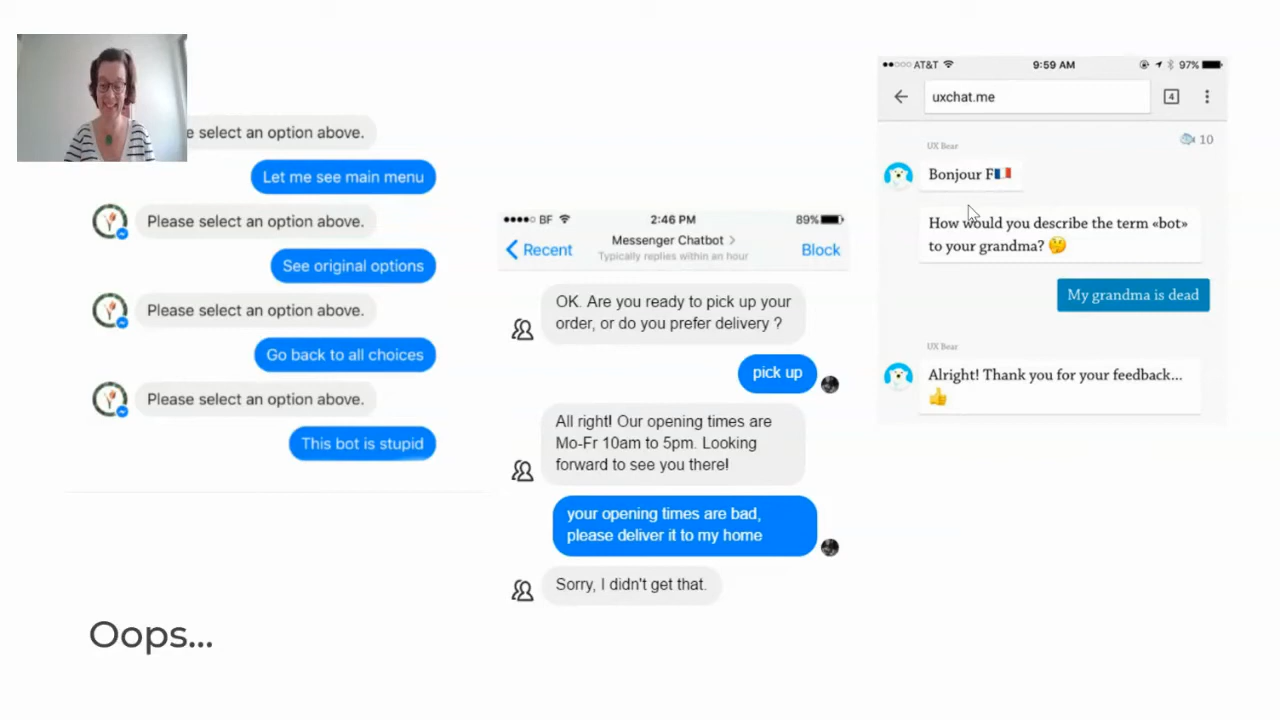 e select an option above.
Let me see main menu
Please select an option above.
See original options
Please select an option above.
Go back to all choices
Please select an option above.
This bot is stupid
BF 2:46 PM 89%
Recent Messenger Chatbot > Block
Typically replies within an hour
OK. Are you ready to pick up your
order, or do you prefer delivery ?
pick up
All right! Our opening times are
Mo-Fr 10am to 5pm. Looking
forward to see you there!
your opening times are bad,
please deliver it to my home
Sorry, I didn't get that.
AT&T 9:59 AM 97%
uxchat.me 4
10
UX Bear
Bonjour F🇫🇷
How would you describe the term «bot»
to your grandma? 🤔
My grandma is dead
UX Bear
Alright! Thank you for your feedback...
👍
Oops...